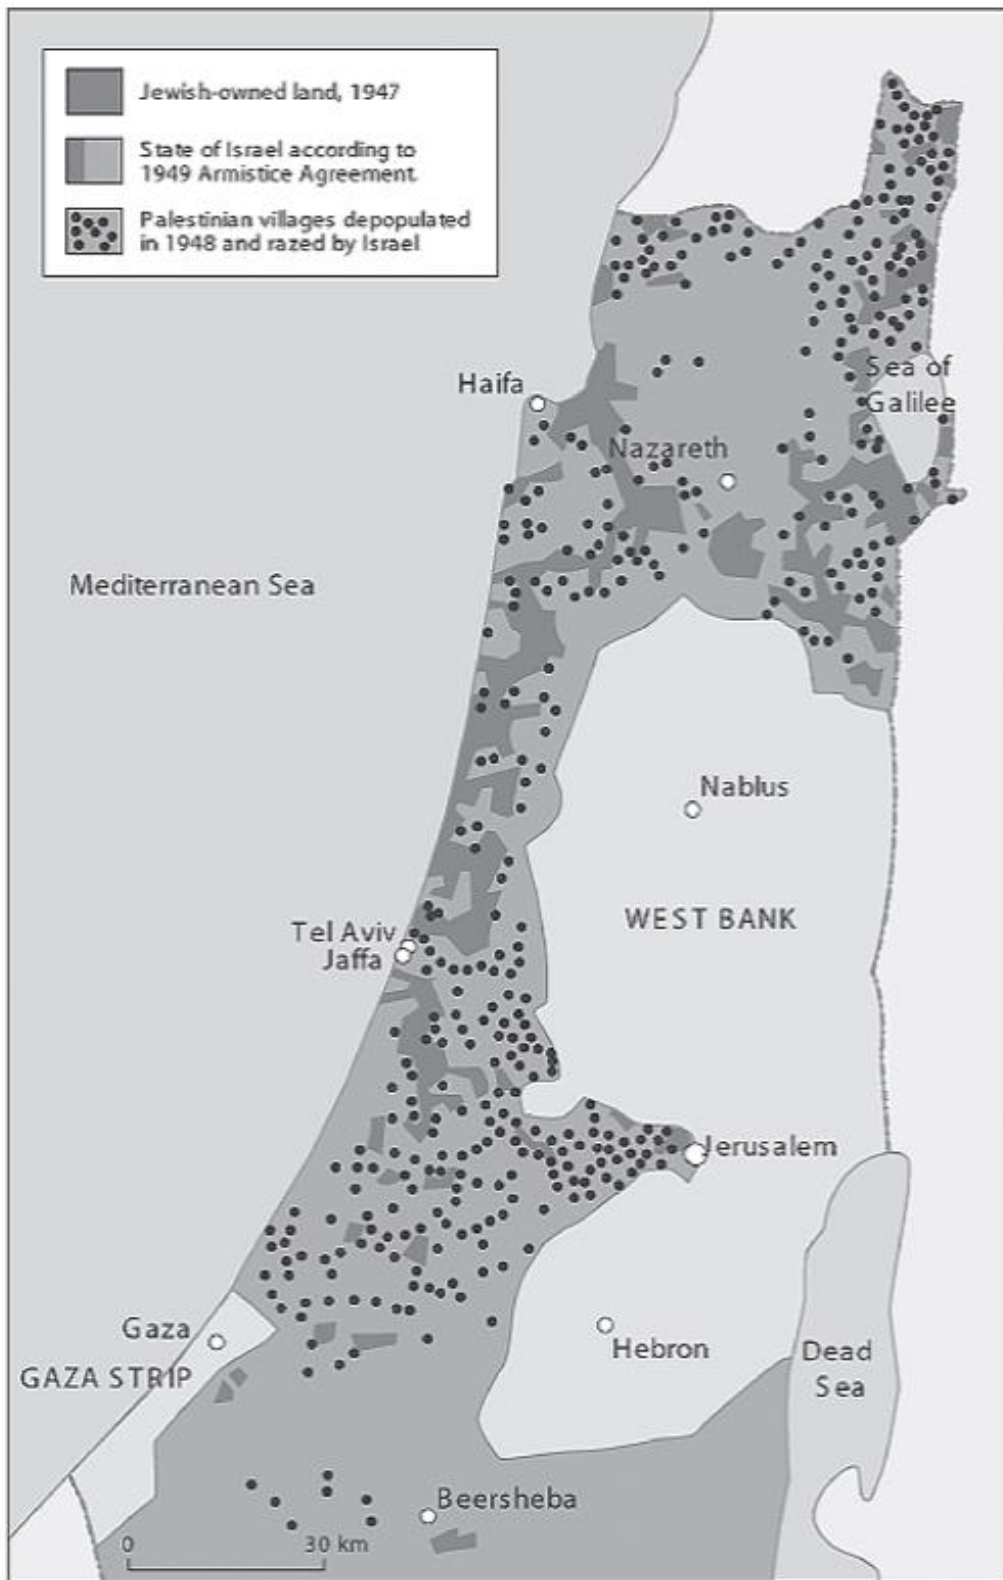 Jewish-owned land, 1947
State of Israel according to
1949 Armistice Agreement
Palestinian villages depopulated
in 1948 and razed by Israel
Haifa
Sea of
Galilee
Nazareth
Mediterranean Sea
Nablus
WEST BANK
Tel Aviv
Jaffa
Jerusalem
Gaza
GAZA STRIP
Hebron
Dead
Sea
Beersheba
0 30 km